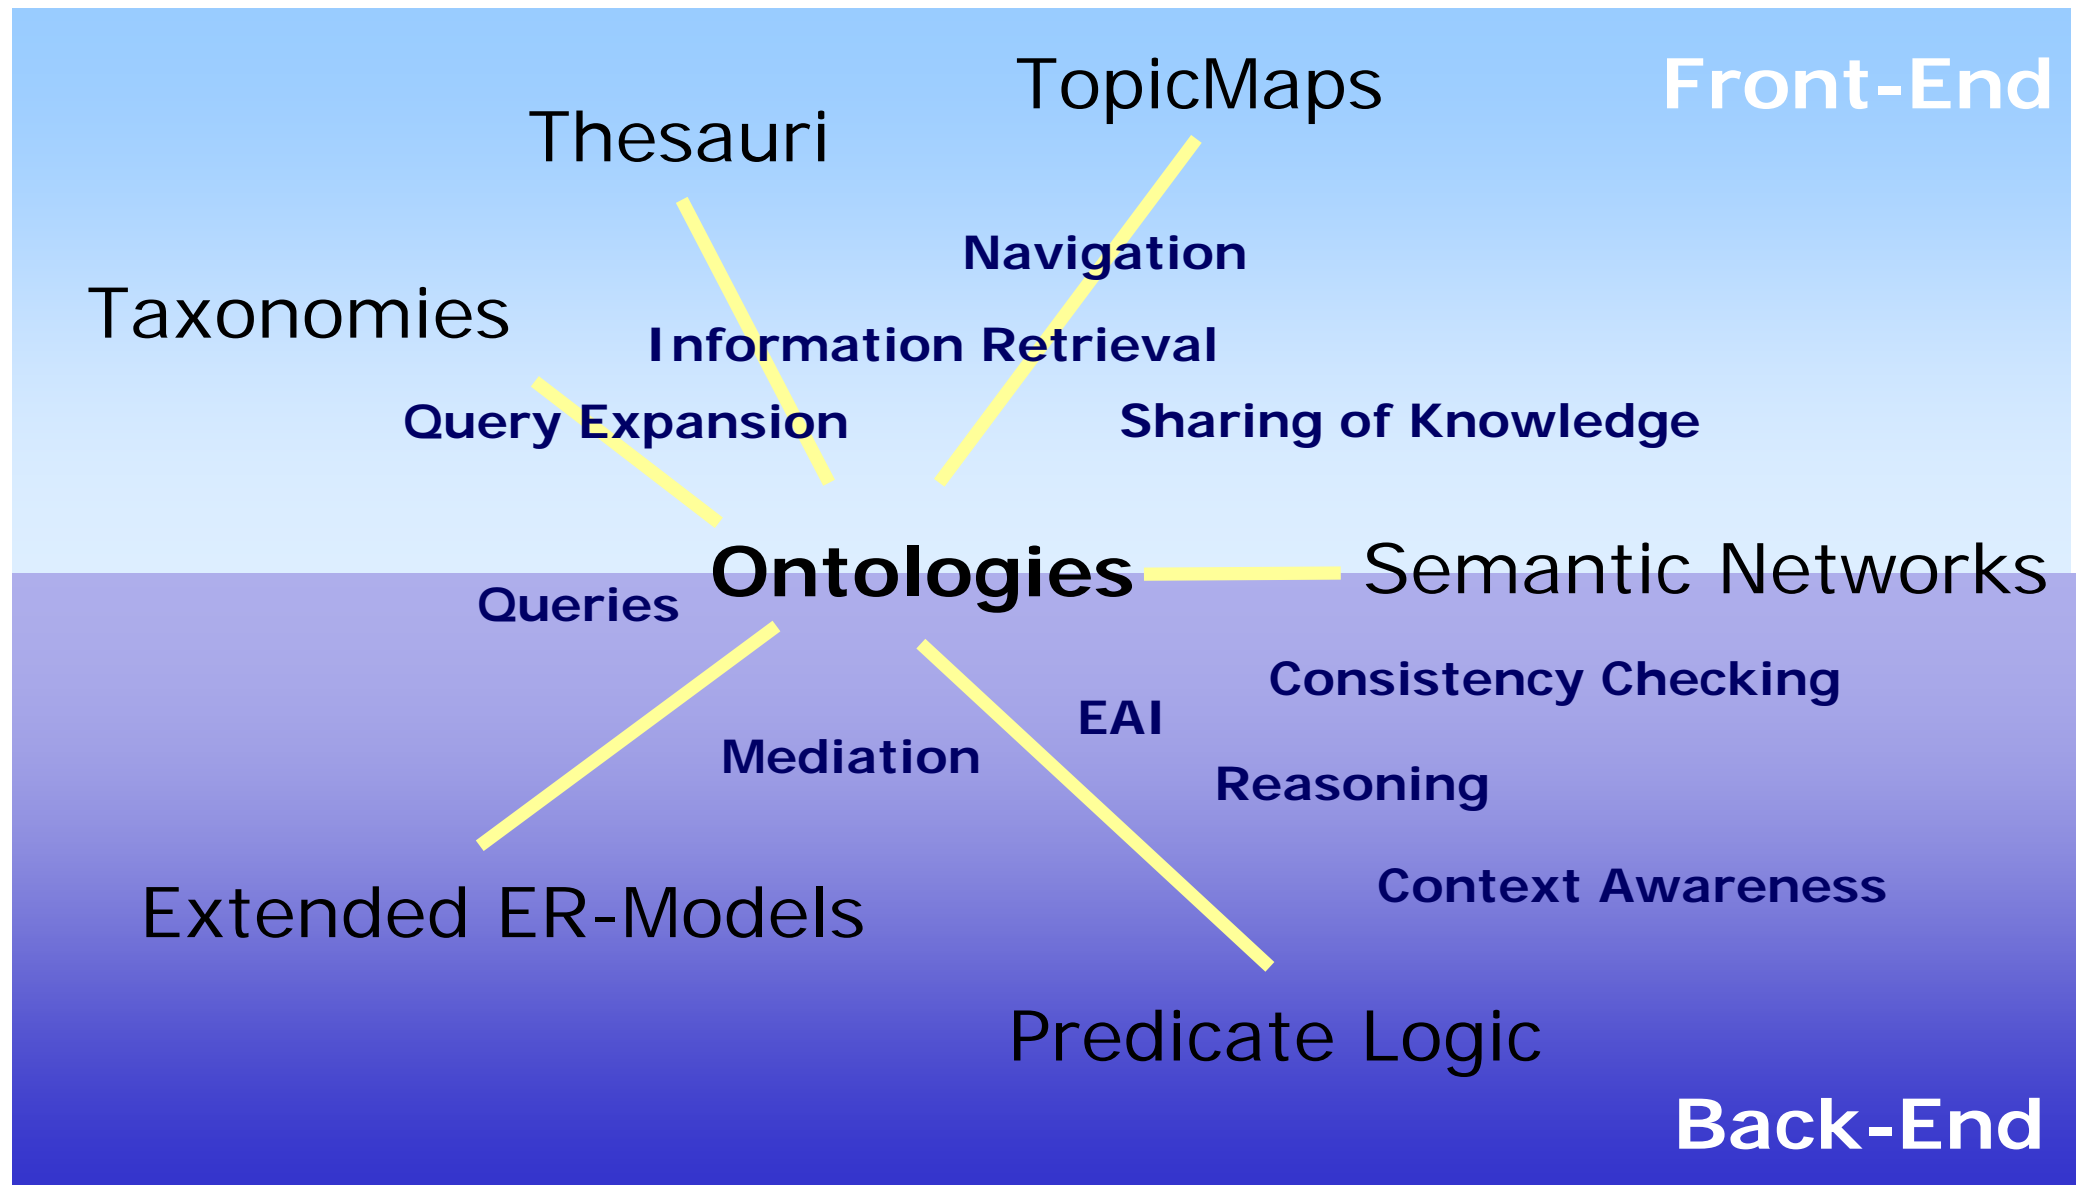 TopicMaps
Front-End
Thesauri
Navigation
Taxonomies
Information Retrieval
Query Expansion
Sharing of Knowledge
Ontologies
Semantic Networks
Queries
Consistency Checking
EAI
Mediation
Reasoning
Context Awareness
Extended ER-Models
Predicate Logic
Back-End